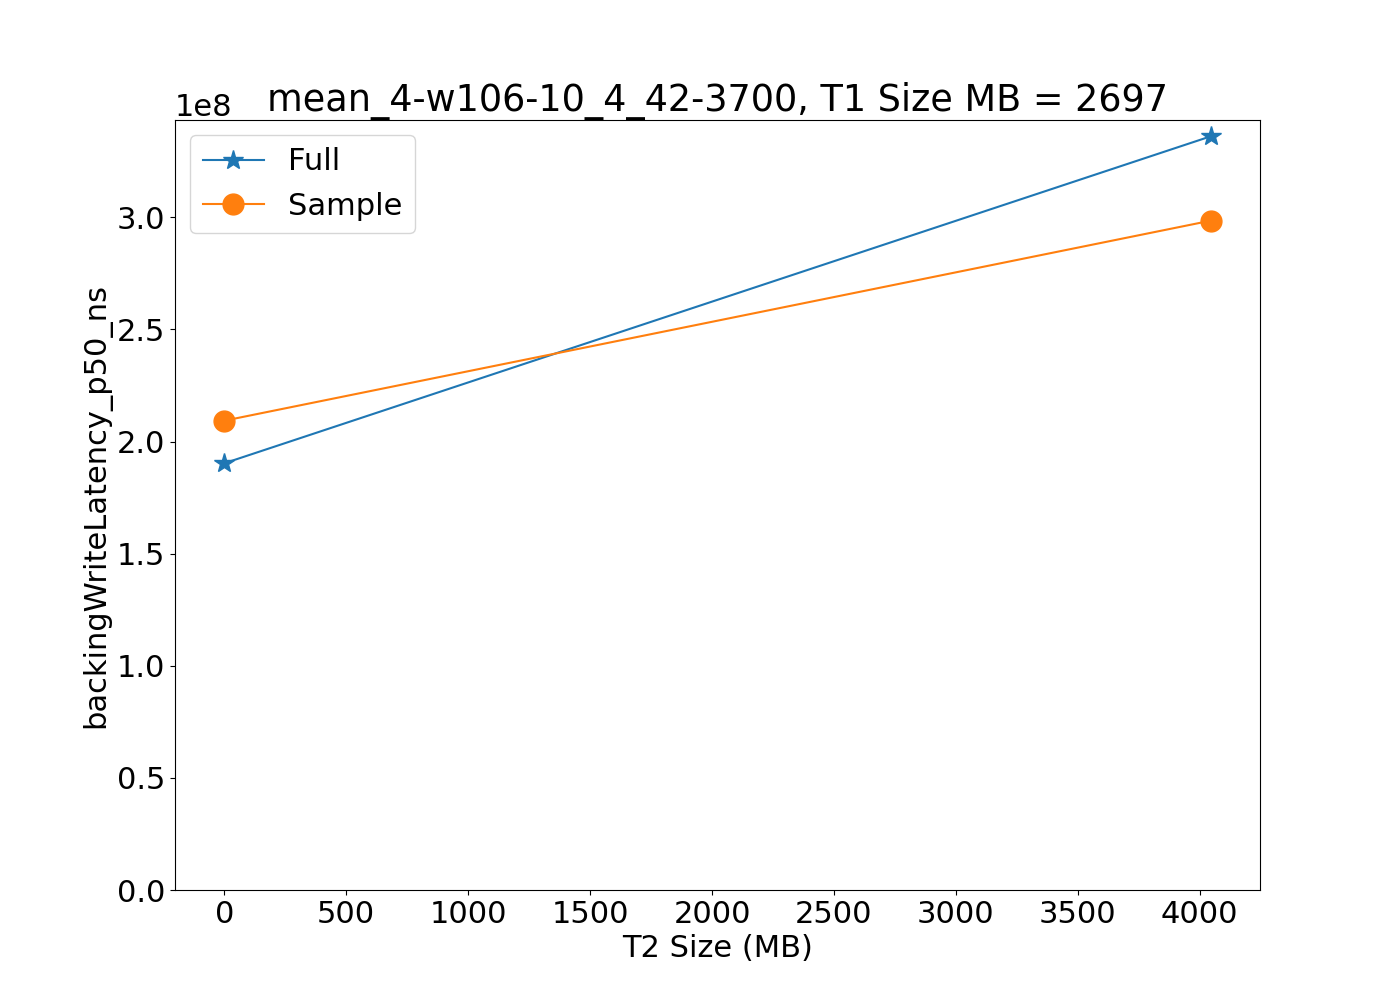 1e8
mean_4-w106-10_4_42-3700, T1 Size MB = 2697
Full
Sample
backingWriteLatency_p50_ns
3.0
2.5
2.0
1.5
1.0
0.5
0.0
0 500 1000 1500 2000 2500 3000 3500 4000
T2 Size (MB)